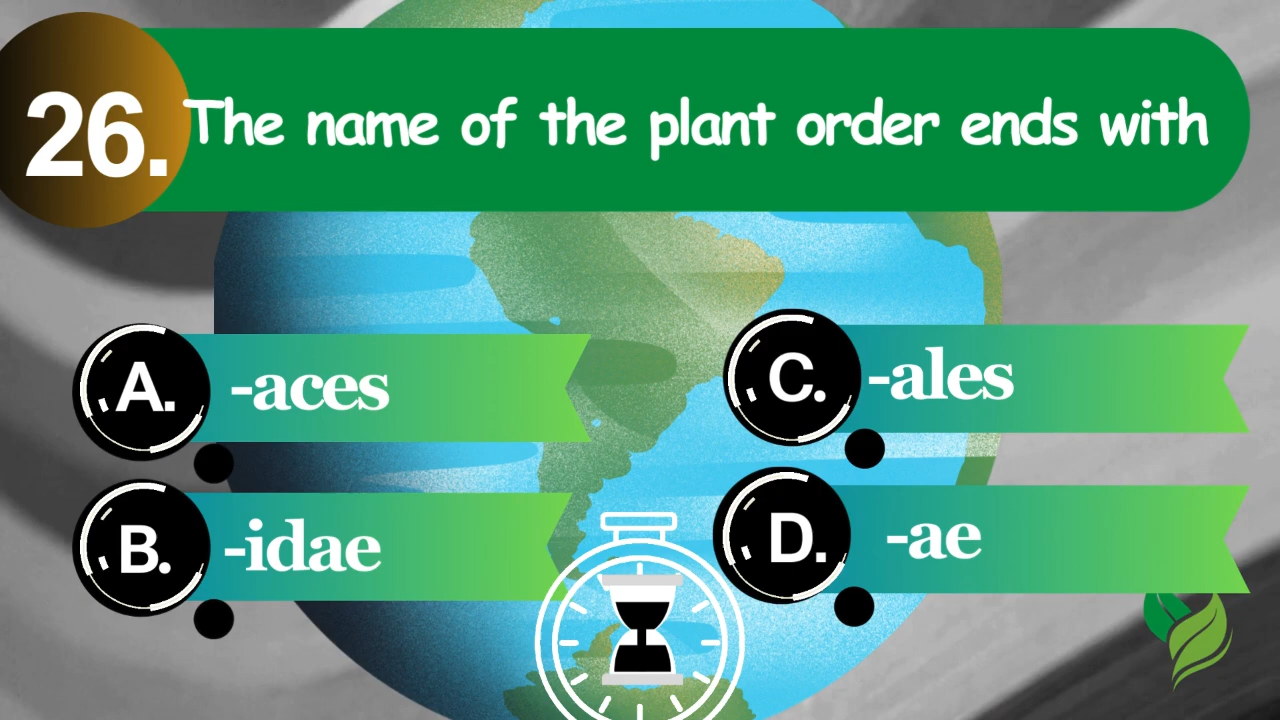 26. The name of the plant order ends with
A. -aces
C. -ales
B. -idae
D. -ae